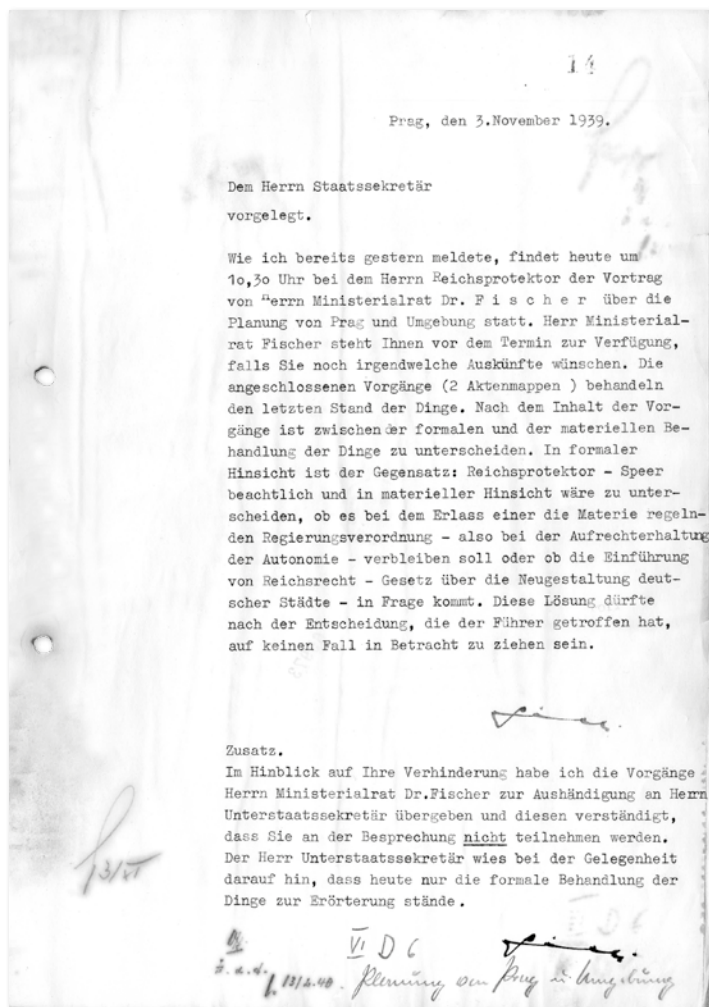 14
Prag, den 3.November 1939.
Dem Herrn Staatssekretär
vorgelegt.
Wie ich bereits gestern meldete, findet heute um
10,30 Uhr bei dem Herrn Reichsprotektor der Vortrag
von Herrn Ministerialrat Dr. F i s c h e r über die
Planung von Prag und Umgebung statt. Herr Ministerial-
rat Fischer steht Ihnen vor dem Termin zur Verfügung,
falls Sie noch irgendwelche Auskünfte wünschen. Die
angeschlossenen Vorgänge (2 Aktenmappen ) behandeln
den letzten Stand der Dinge. Nach dem Inhalt der Vor-
gänge ist zwischen der formalen und der materiellen Be-
handlung der Dinge zu unterscheiden. In formaler
Hinsicht ist der Gegensatz: Reichsprotektor - Speer
beachtlich und in materieller Hinsicht wäre zu unter-
scheiden, ob es bei dem Erlass einer die Materie regeln-
den Regierungsverordnung - also bei der Aufrechterhaltung
der Autonomie - verbleiben soll oder ob die Einführung
von Reichsrecht - Gesetz über die Neugestaltung deut-
scher Städte - in Frage kommt. Diese Lösung dürfte
nach der Entscheidung, die der Führer getroffen hat,
auf keinen Fall in Betracht zu ziehen sein.
Zusatz.
Im Hinblick auf Ihre Verhinderung habe ich die Vorgänge
Herrn Ministerialrat Dr.Fischer zur Aushändigung an Herrn
Unterstaatssekretär übergeben und diesen verständigt,
dass Sie an der Besprechung nicht teilnehmen werden.
Der Herr Unterstaatssekretär wies bei der Gelegenheit
darauf hin, dass heute nur die formale Behandlung der
Dinge zur Erörterung stände.
3/XI
VI D 6
z. d. A.
13/2.40. Planung von Prag u. Umgebung